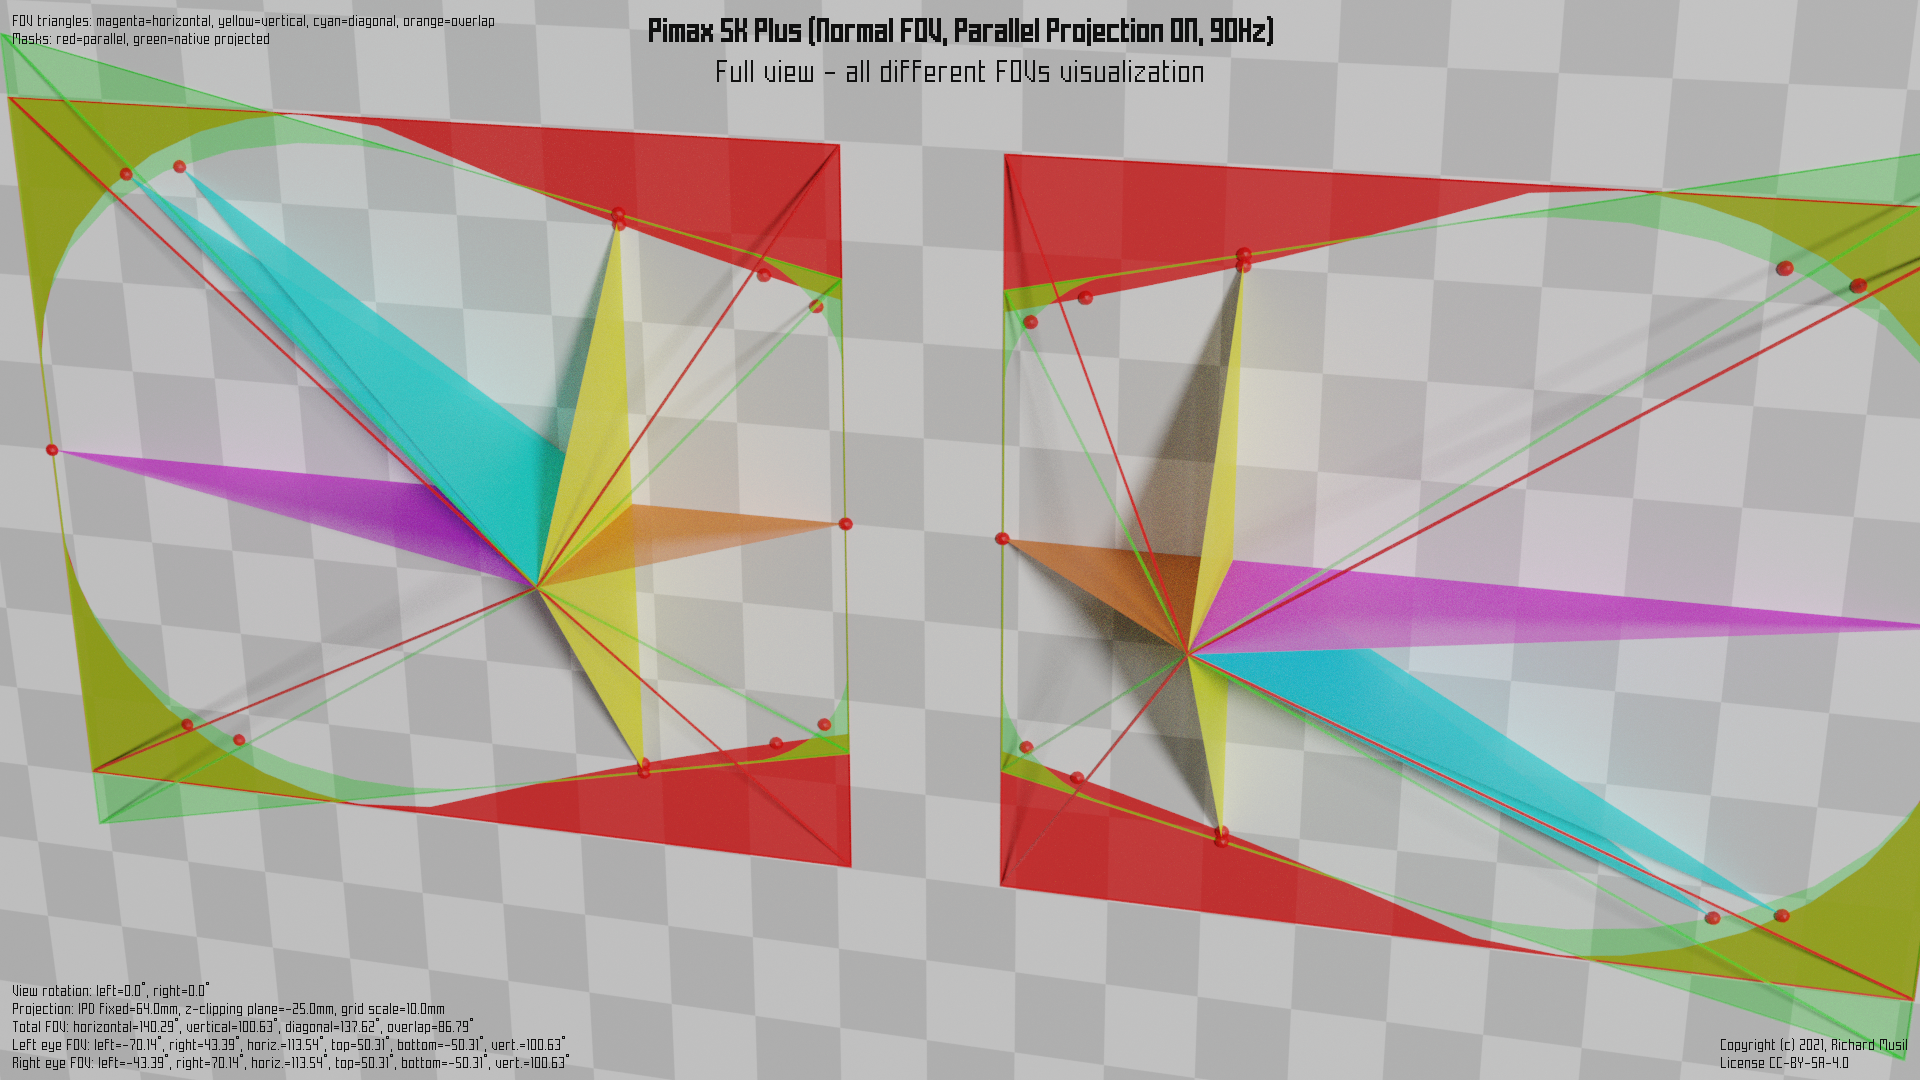 FOV triangles: magenta=horizontal, yellow=vertical, cyan=diagonal, orange=overlap
Masks: red=parallel, green=native projected
Pimax 5K Plus (Normal FOV, Parallel Projection ON, 90Hz)
Full view - all different FOVs visualization
View rotation: left=0.0°, right=0.0°
Projection: IPD fixed=64.0mm, z-clipping plane=-25.0mm, grid scale=10.0mm
Total FOV: horizontal=140.29°, vertical=100.63°, diagonal=137.62°, overlap=86.79°
Left eye FOV: left=-70.14°, right=43.39°, horiz.=113.54°, top=50.31°, bottom=-50.31°, vert.=100.63°
Right eye FOV: left=-43.39°, right=70.14°, horiz.=113.54°, top=50.31°, bottom=-50.31°, vert.=100.63°
Copyright (c) 2021, Richard Musil
License CC-BY-SA-4.0